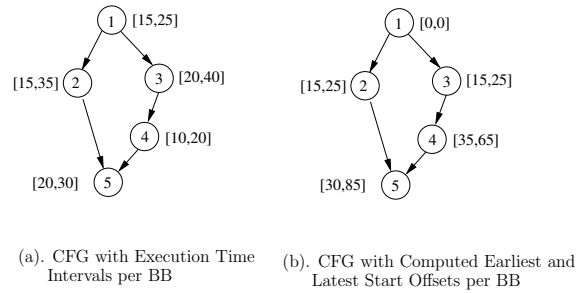 1 [15,25]
[15,35] 2 3 [20,40]
4 [10,20]
[20,30] 5
(a). CFG with Execution Time
Intervals per BB
1 [0,0]
[15,25] 2 3 [15,25]
4 [35,65]
[30,85] 5
(b). CFG with Computed Earliest and
Latest Start Offsets per BB